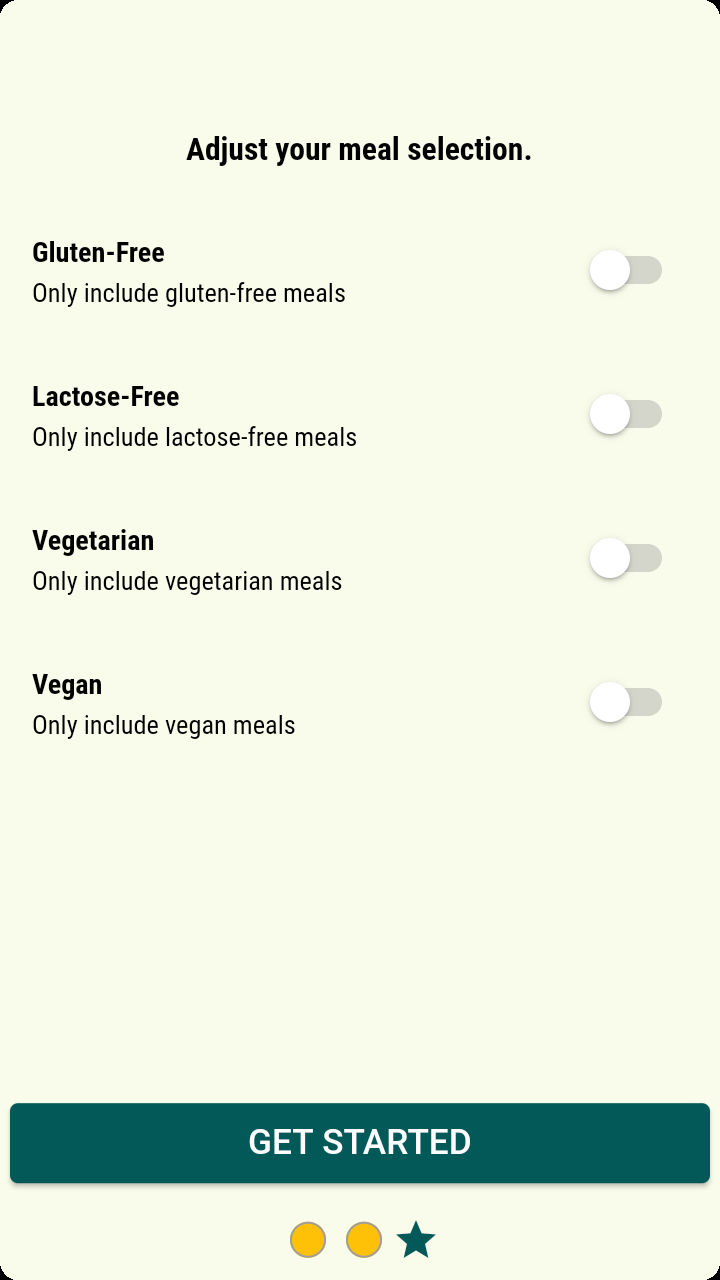 Adjust your meal selection.
Gluten-Free
Only include gluten-free meals
Lactose-Free
Only include lactose-free meals
Vegetarian
Only include vegetarian meals
Vegan
Only include vegan meals
GET STARTED